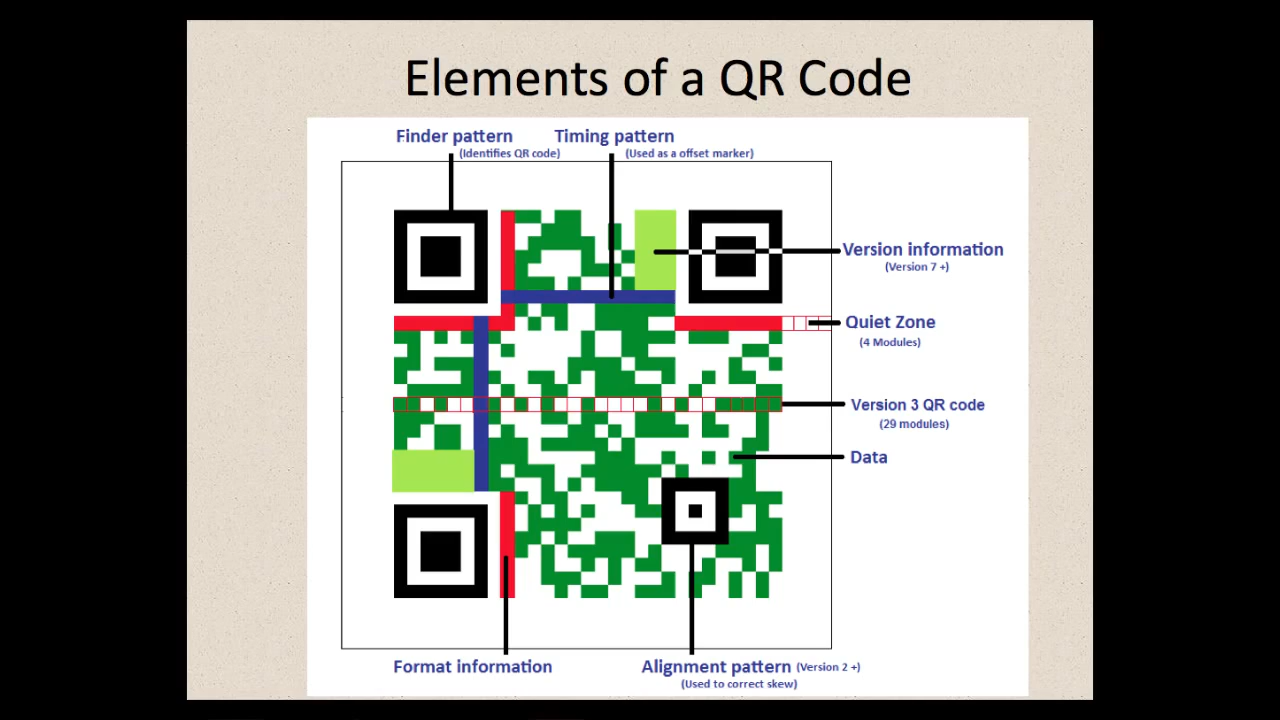 Elements of a QR Code
Finder pattern
(Identifies QR code)
Timing pattern
(Used as a offset marker)
Version information
(Version 7 +)
Quiet Zone
(4 Modules)
Version 3 QR code
(29 modules)
Data
Format information
Alignment pattern (Version 2 +)
(Used to correct skew)